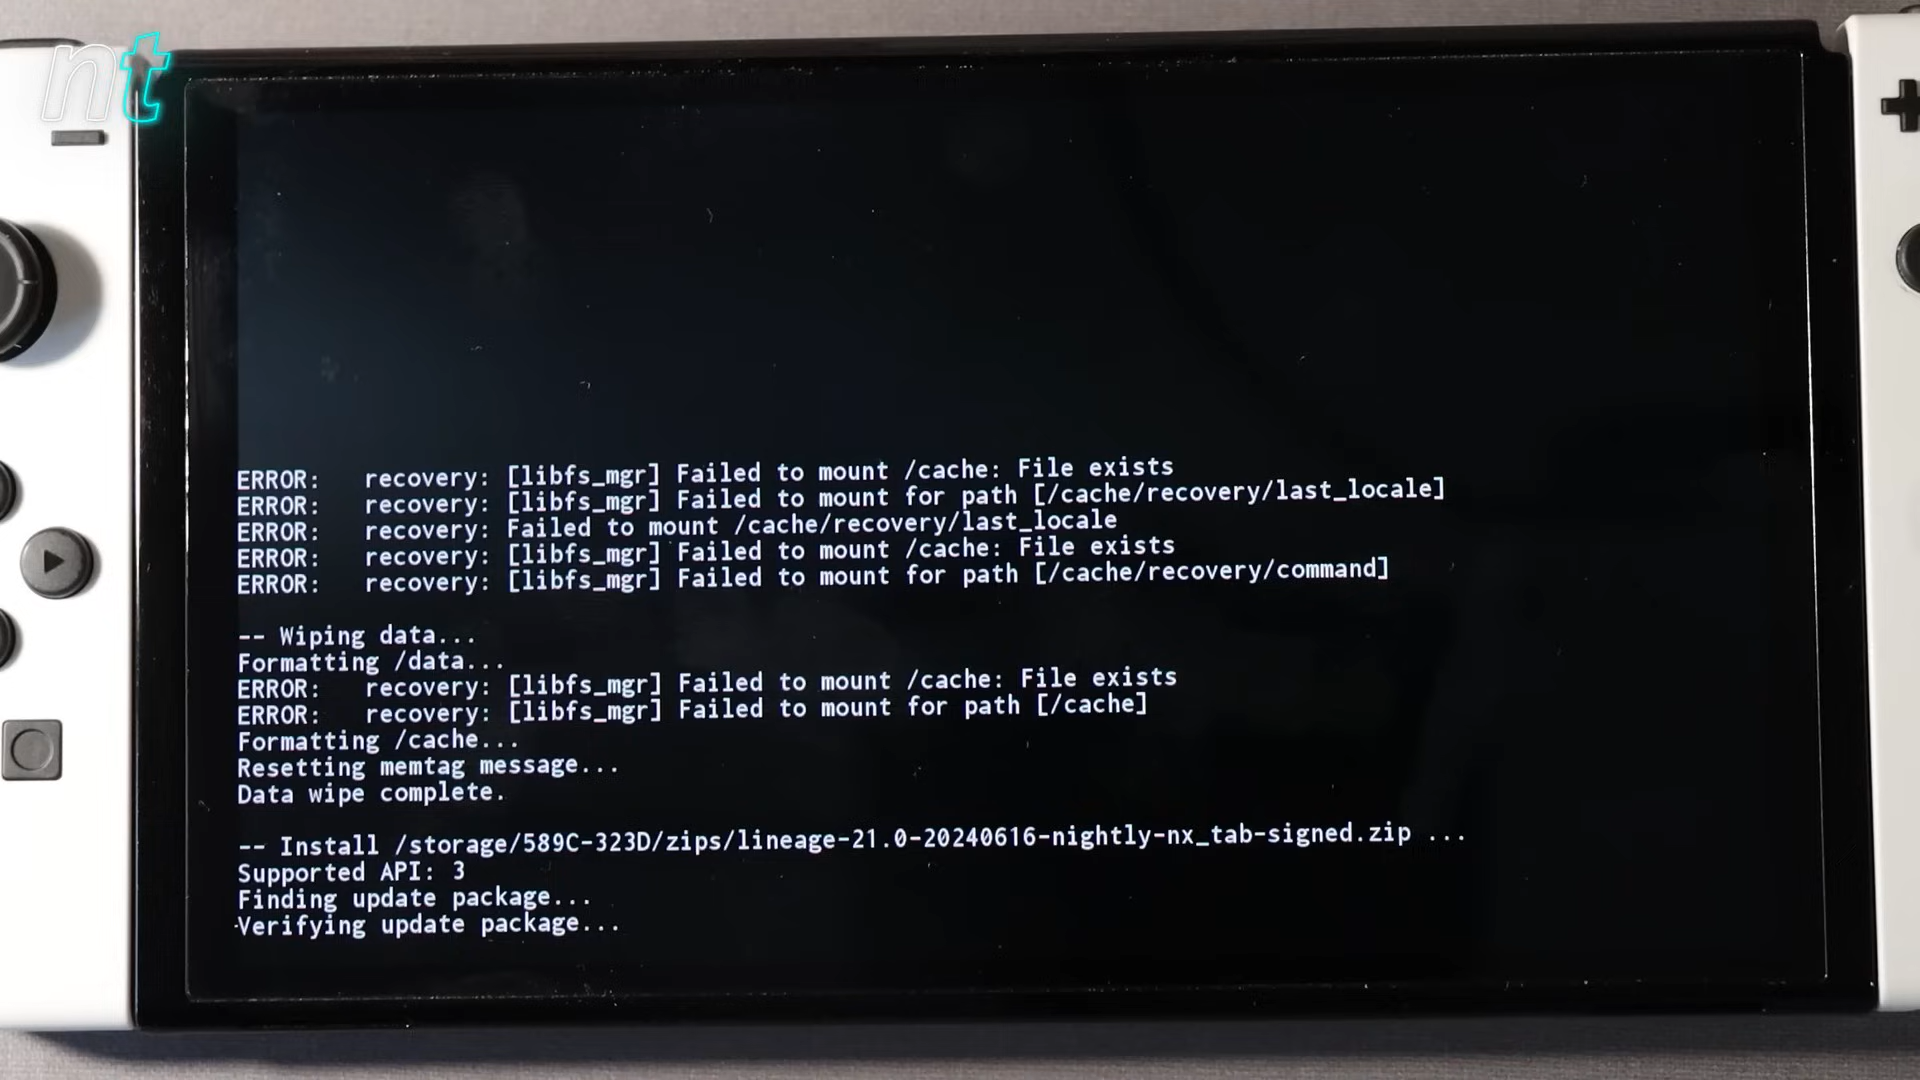 nt
ERROR:   recovery: [libfs_mgr] Failed to mount /cache: File exists
ERROR:   recovery: [libfs_mgr] Failed to mount for path [/cache/recovery/last_locale]
ERROR:   recovery: Failed to mount /cache/recovery/last_locale
ERROR:   recovery: [libfs_mgr] Failed to mount /cache: File exists
ERROR:   recovery: [libfs_mgr] Failed to mount for path [/cache/recovery/command]
-- Wiping data...
Formatting /data...
ERROR:   recovery: [libfs_mgr] Failed to mount /cache: File exists
ERROR:   recovery: [libfs_mgr] Failed to mount for path [/cache]
Formatting /cache...
Resetting memtag message...
Data wipe complete.
-- Install /storage/589C-323D/zips/lineage-21.0-20240616-nightly-nx_tab-signed.zip ...
Supported API: 3
Finding update package...
Verifying update package...